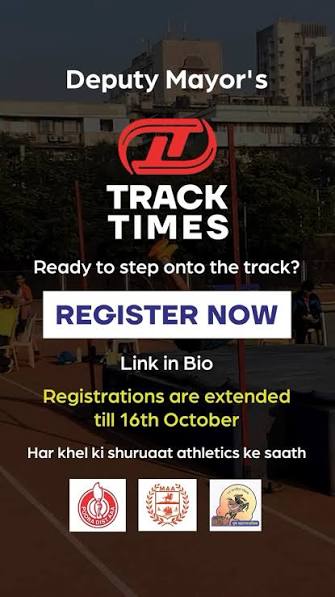 Deputy Mayor's
TRACK
TIMES
Ready to step onto the track?
REGISTER NOW
Link in Bio
Registrations are extended
till 16th October
Har khel ki shuruaat athletics ke saath
MAA